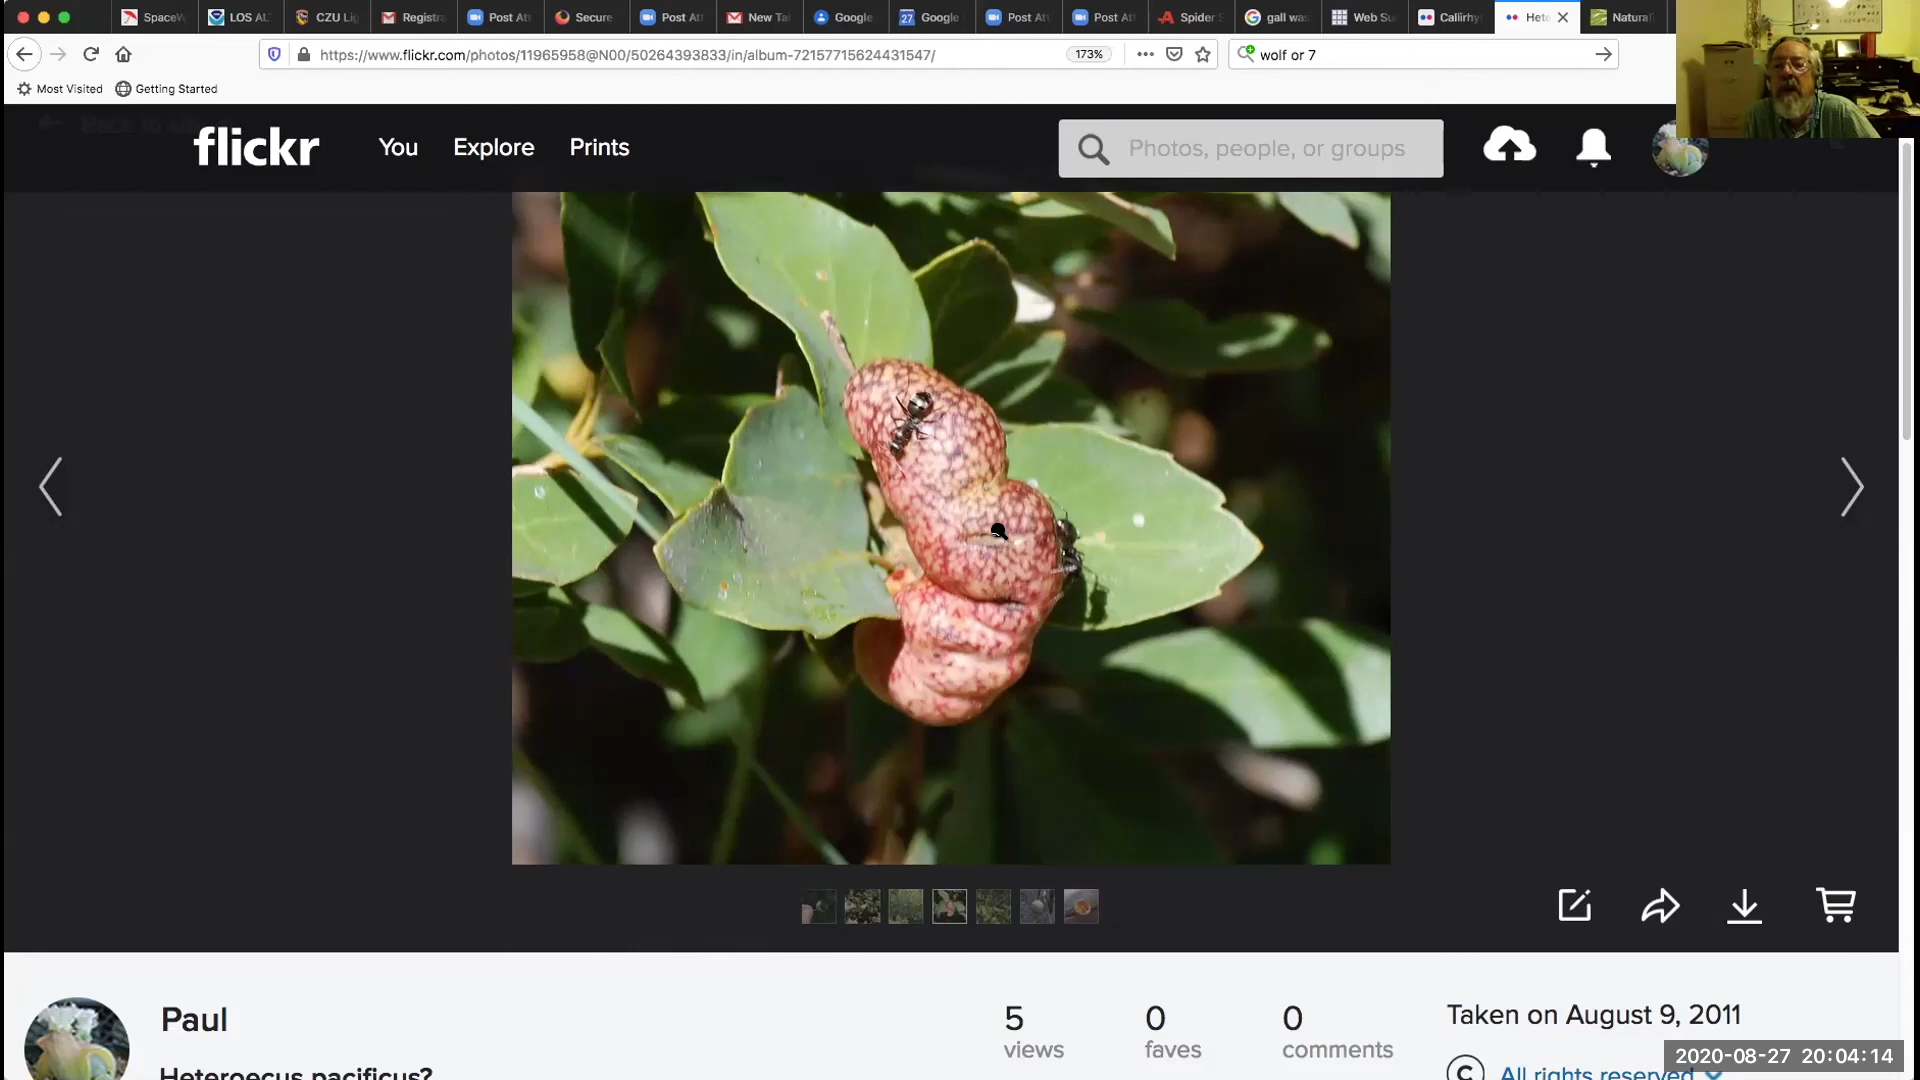 SpaceW
LOS AL
CZU Lig
Registra
Post Att
Secure
Post Att
New Ta
Google
Google
Post Att
Post Att
Spider S
gall was
Web Su
Callirhy
Hete
Natural
https://www.flickr.com/photos/11965958@N00/50264393833/in/album-72157715624431547/
173%
wolf or 7
Most Visited
Getting Started
flickr
You
Explore
Prints
Photos, people, or groups
Paul
5
0
0
Taken on August 9, 2011
views
faves
comments
2020-08-27 20:04:14
Heteroecus pacificus?
All rights reserved